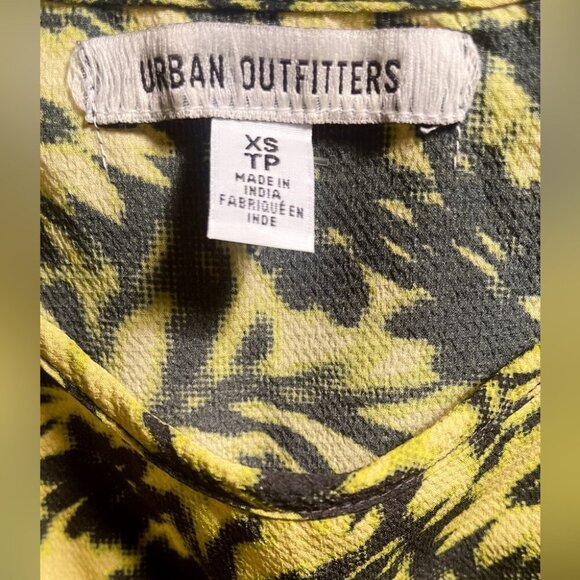 URBAN OUTFITTERS
XS
TP
MADE IN
INDIA
FABRIQUÉ EN
INDE